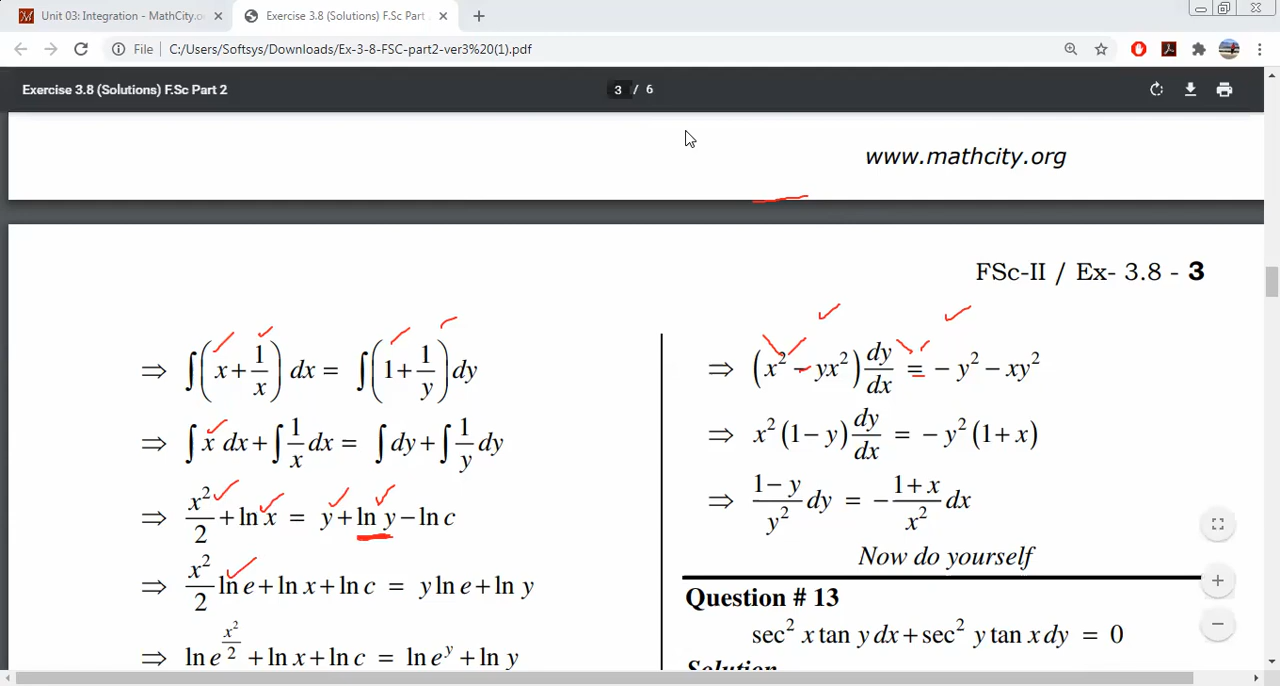 Unit 03: Integration - MathCity.o
Exercise 3.8 (Solutions) F.Sc Part
File
C:/Users/Softsys/Downloads/Ex-3-8-FSC-part2-ver3%20(1).pdf
Exercise 3.8 (Solutions) F.Sc Part 2
3 / 6
www.mathcity.org
FSc-II / Ex- 3.8 - 3
⇒ ∫(x + 1/x) dx = ∫(1 + 1/y) dy
⇒ ∫ x dx + ∫ 1/x dx = ∫ dy + ∫ 1/y dy
⇒ x²/2 + ln x = y + ln y − ln c
⇒ x²/2 ln e + ln x + ln c = y ln e + ln y
⇒ ln e^(x²/2) + ln x + ln c = ln e^y + ln y
⇒ (x² − yx²) dy/dx = − y² − xy²
⇒ x² (1 − y) dy/dx = − y² (1 + x)
⇒ (1 − y)/y² dy = − (1 + x)/x² dx
Now do yourself
Question # 13
sec² x tan y dx + sec² y tan x dy = 0
Solution